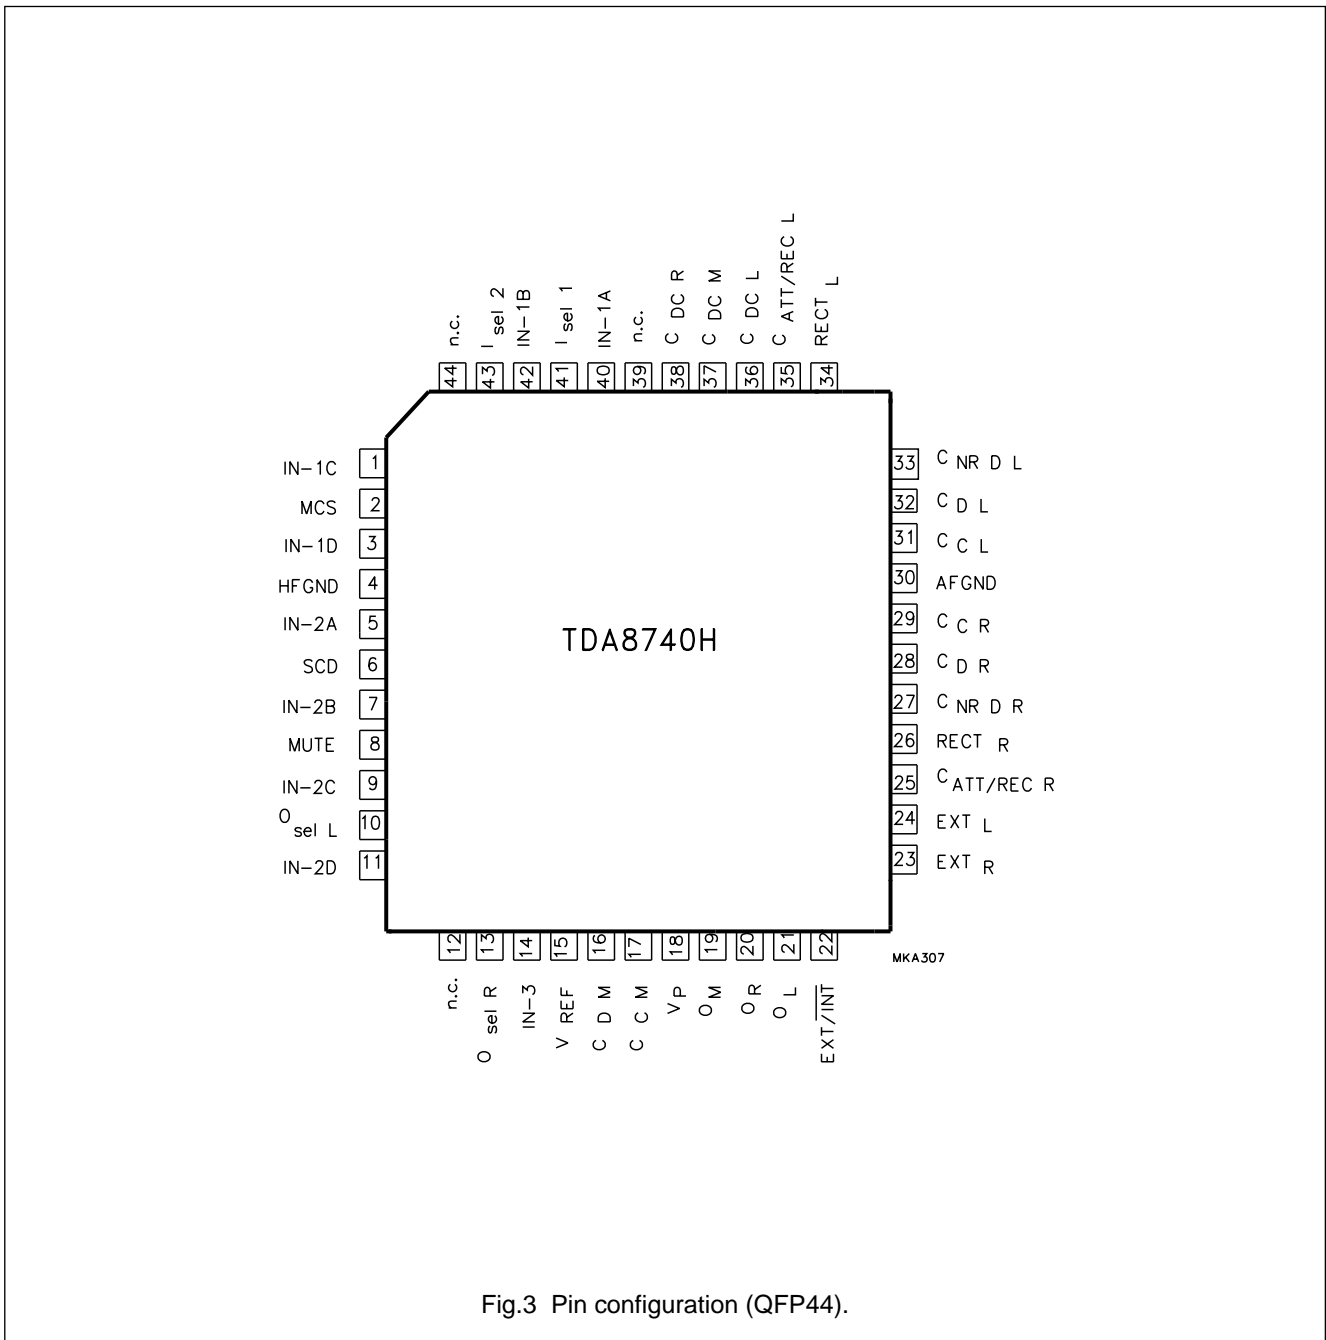 n.c.
I sel 2
IN-1B
I sel 1
IN-1A
n.c.
C DC R
C DC M
C DC L
C ATT/REC L
RECT L
44
43
42
41
40
39
38
37
36
35
34
IN-1C 1
MCS 2
IN-1D 3
HFGND 4
IN-2A 5
SCD 6
IN-2B 7
MUTE 8
IN-2C 9
O sel L 10
IN-2D 11
TDA8740H
33 C NR D L
32 C D L
31 C C L
30 AFGND
29 C C R
28 C D R
27 C NR D R
26 RECT R
25 C ATT/REC R
24 EXT L
23 EXT R
12
13
14
15
16
17
18
19
20
21
22
MKA307
n.c.
O sel R
IN-3
V REF
C D M
C C M
V P
O M
O R
O L
EXT/INT
Fig.3 Pin configuration (QFP44).